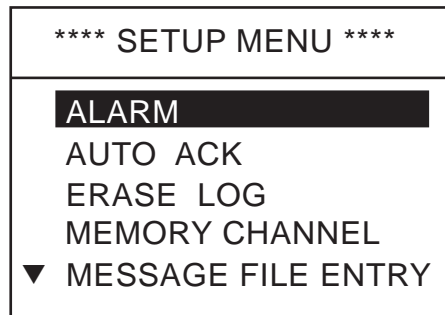 **** SETUP MENU ****
ALARM
AUTO ACK
ERASE LOG
MEMORY CHANNEL
▼ MESSAGE FILE ENTRY